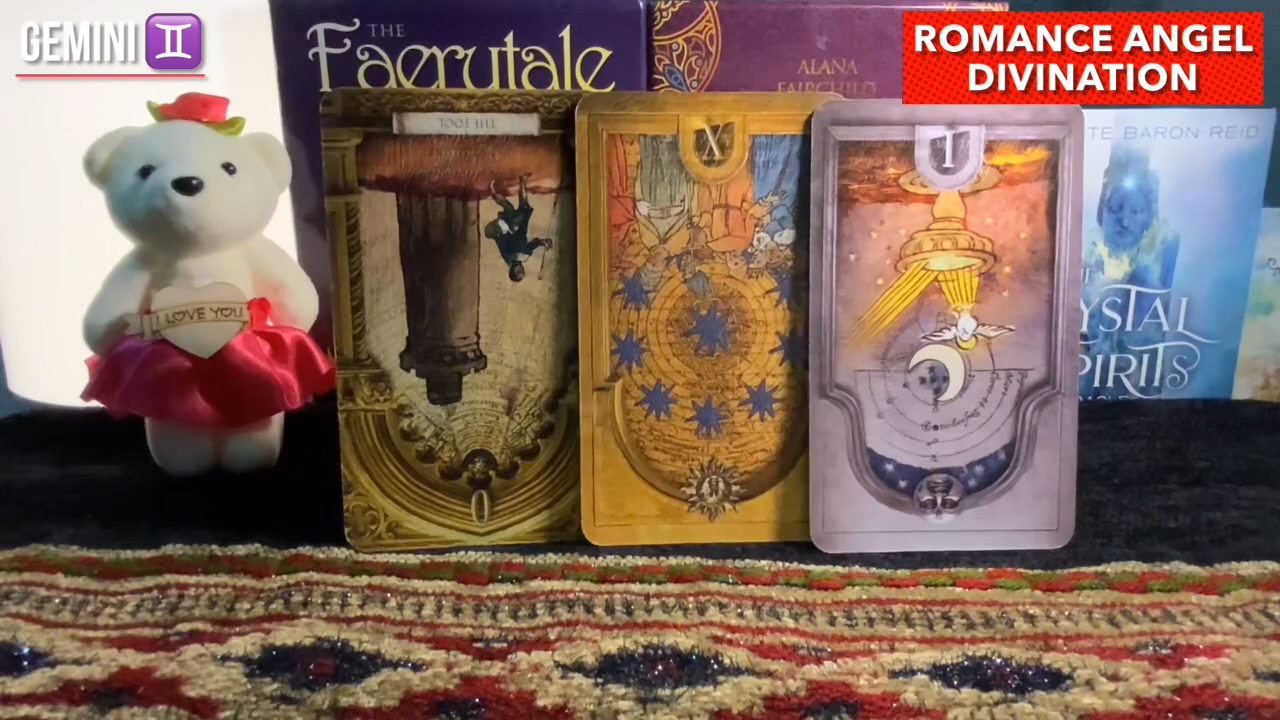 GEMINI ♊
ROMANCE ANGEL
DIVINATION
THE
Faerytale
ALANA
FAIRCHILD
TE BARON REID
THE FOOL
X
I
I LOVE YOU
YSTAL
PIRITS
0